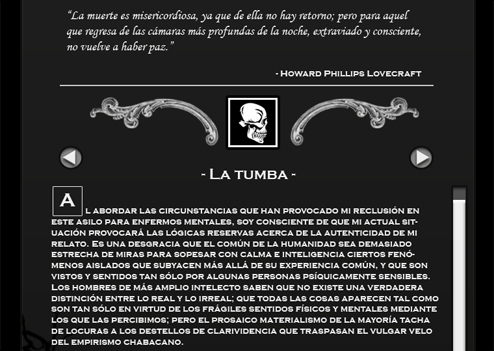 “La muerte es misericordiosa, ya que de ella no hay retorno; pero para aquel
que regresa de las cámaras más profundas de la noche, extraviado y consciente,
no vuelve a haber paz.”
- Howard Phillips Lovecraft
- La tumba -
Al abordar las circunstancias que han provocado mi reclusión en
este asilo para enfermos mentales, soy consciente de que mi actual sit-
uación provocará las lógicas reservas acerca de la autenticidad de mi
relato. Es una desgracia que el común de la humanidad sea demasiado
estrecha de miras para sopesar con calma e inteligencia ciertos fenó-
menos aislados que subyacen más allá de su experiencia común, y que son
vistos y sentidos tan sólo por algunas personas psíquicamente sensibles.
Los hombres de más amplio intelecto saben que no existe una verdadera
distinción entre lo real y lo irreal; que todas las cosas aparecen tal como
son tan sólo en virtud de los frágiles sentidos físicos y mentales mediante
los que las percibimos; pero el prosaico materialismo de la mayoría tacha
de locuras a los destellos de clarividencia que traspasan el vulgar velo
del empirismo chabacano.